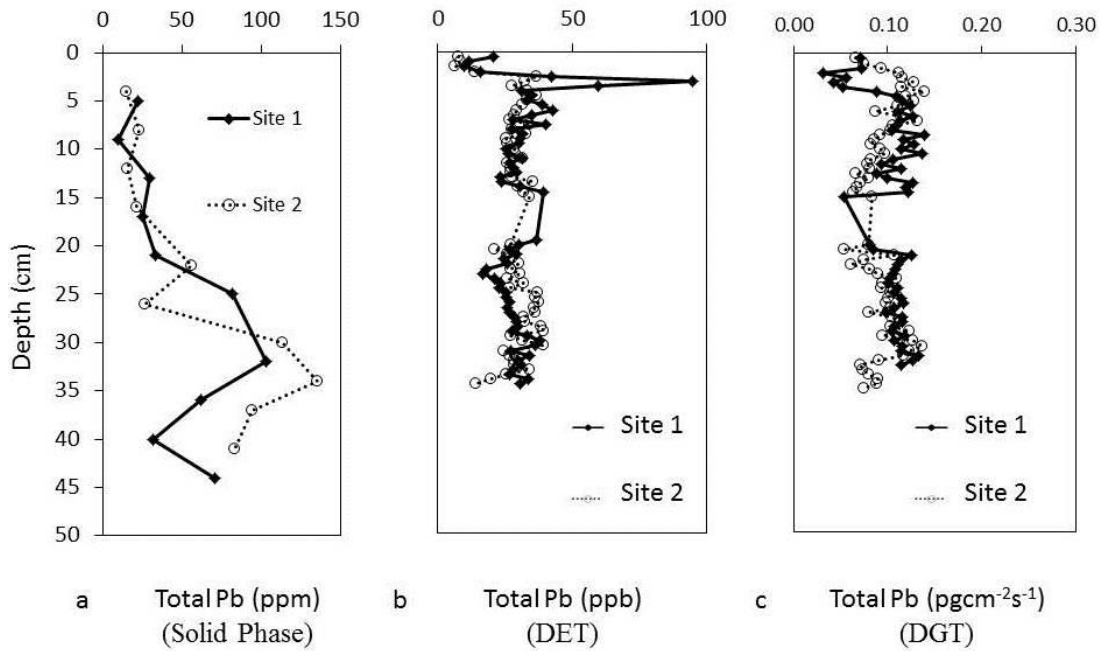 0 50 100 150
0
5
10
15
20
25
30
35
40
45
50
Depth (cm)
Site 1
Site 2
a Total Pb (ppm)
(Solid Phase)
0 50 100
Site 1
Site 2
b Total Pb (ppb)
(DET)
0.00 0.10 0.20 0.30
Site 1
Site 2
c Total Pb (pgcm⁻²s⁻¹)
(DGT)